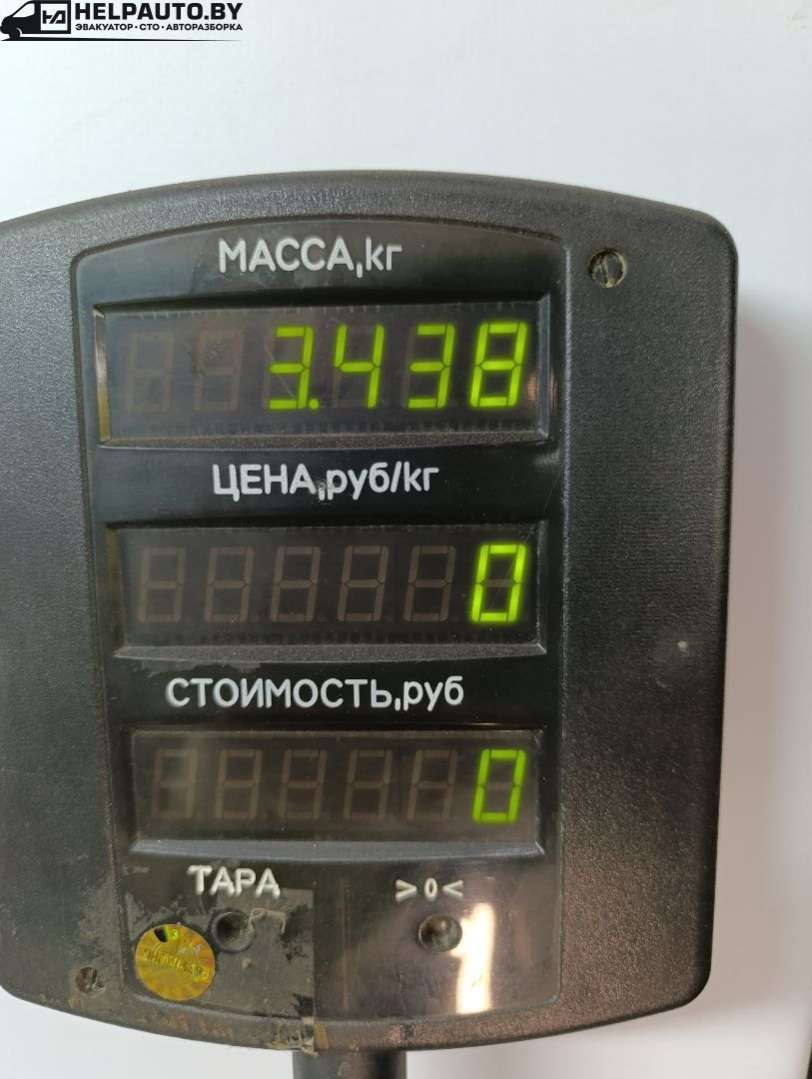 HELPAUTO.BY
ЭВАКУАТОР · СТО · АВТОРАЗБОРКА
МАССА,кг
3.438
ЦЕНА,руб/кг
0
СТОИМОСТЬ,руб
0
ТАРА >0<